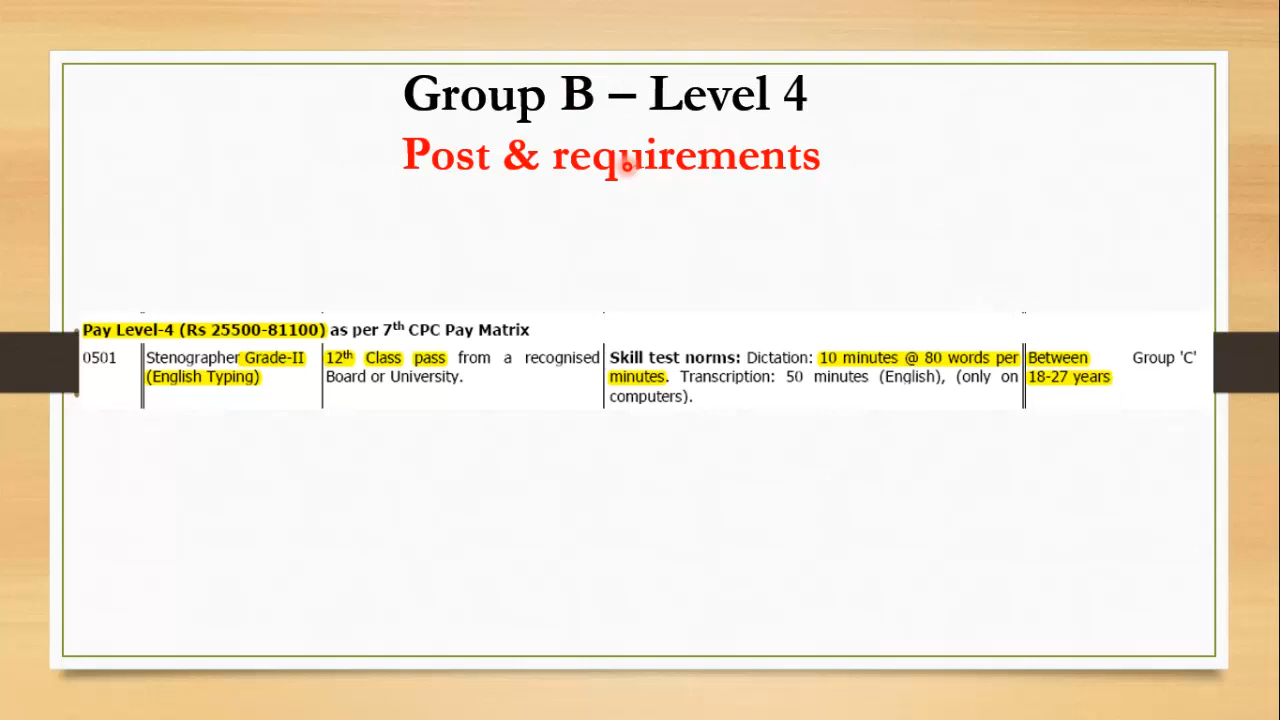 Group B – Level 4
Post & requirements
Pay Level-4 (Rs 25500-81100) as per 7th CPC Pay Matrix
0501 Stenographer Grade-II 12th Class pass from a recognised Skill test norms: Dictation: 10 minutes @ 80 words per Between Group 'C'
(English Typing) Board or University. minutes. Transcription: 50 minutes (English), (only on 18-27 years
computers).